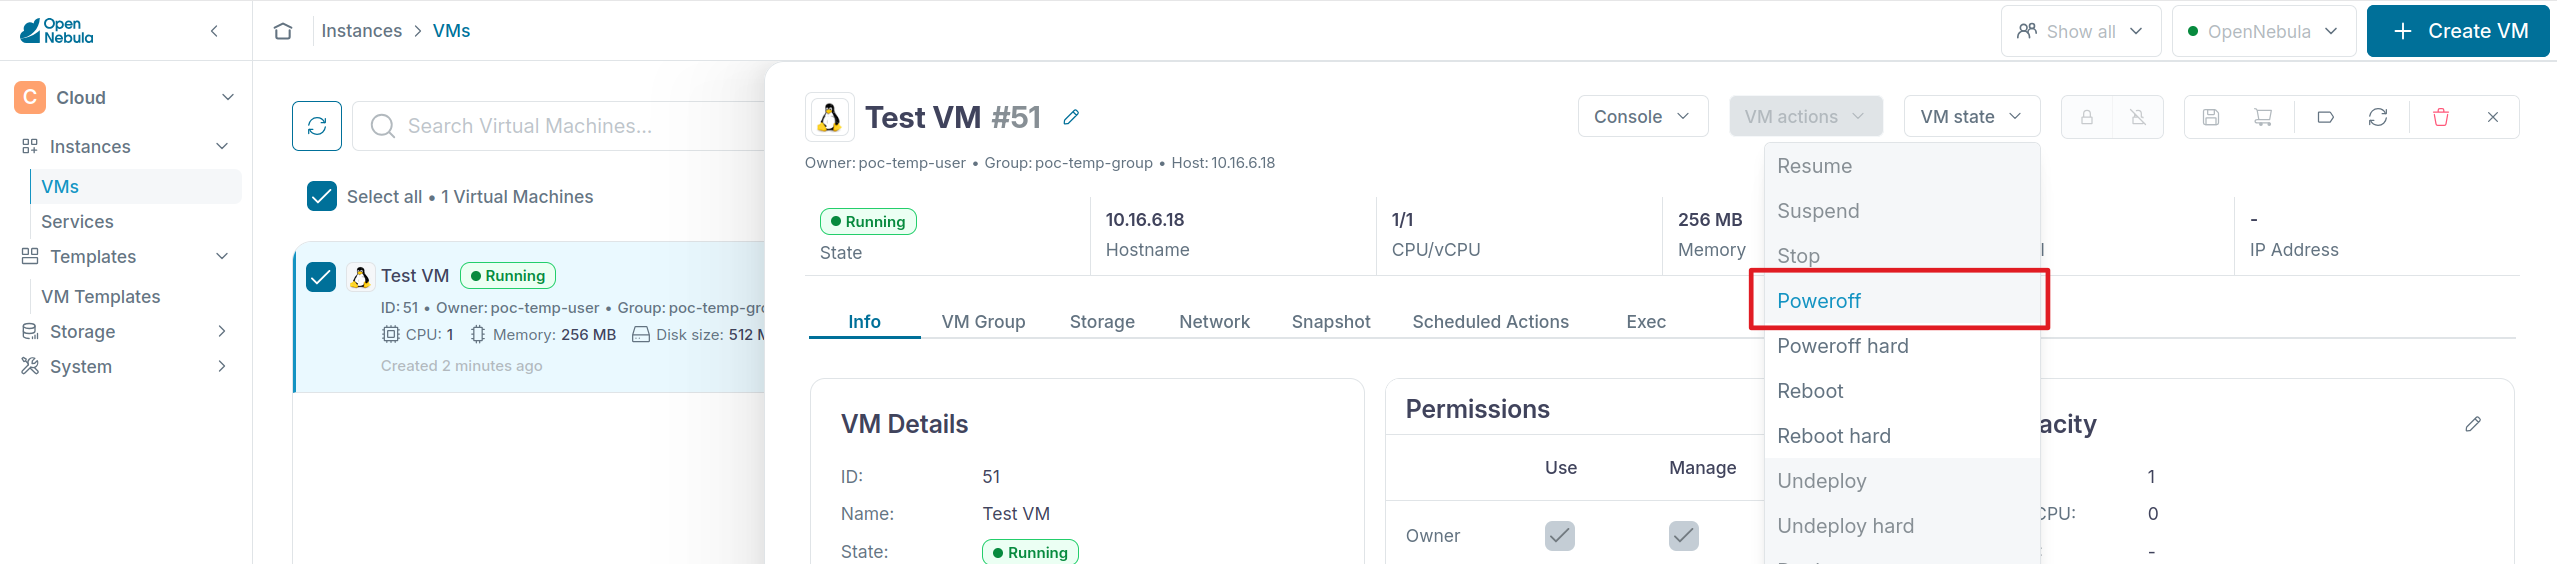 Open
Nebula
Instances > VMs
Show all
OpenNebula
+ Create VM
C Cloud
Instances
VMs
Services
Templates
VM Templates
Storage
System
Search Virtual Machines...
Select all • 1 Virtual Machines
Test VM
Running
ID: 51 • Owner: poc-temp-user • Group: poc-temp-gro
CPU: 1 Memory: 256 MB Disk size: 512 M
Created 2 minutes ago
Test VM #51
Console
VM actions
VM state
Owner: poc-temp-user • Group: poc-temp-group • Host: 10.16.6.18
Running
State
10.16.6.18
Hostname
1/1
CPU/vCPU
256 MB
Memory
-
IP Address
Resume
Suspend
Stop
Poweroff
Poweroff hard
Reboot
Reboot hard
Undeploy
Undeploy hard
Info VM Group Storage Network Snapshot Scheduled Actions Exec
VM Details
ID: 51
Name: Test VM
State: Running
Permissions
Use Manage
Owner
acity
1
CPU: 0
-